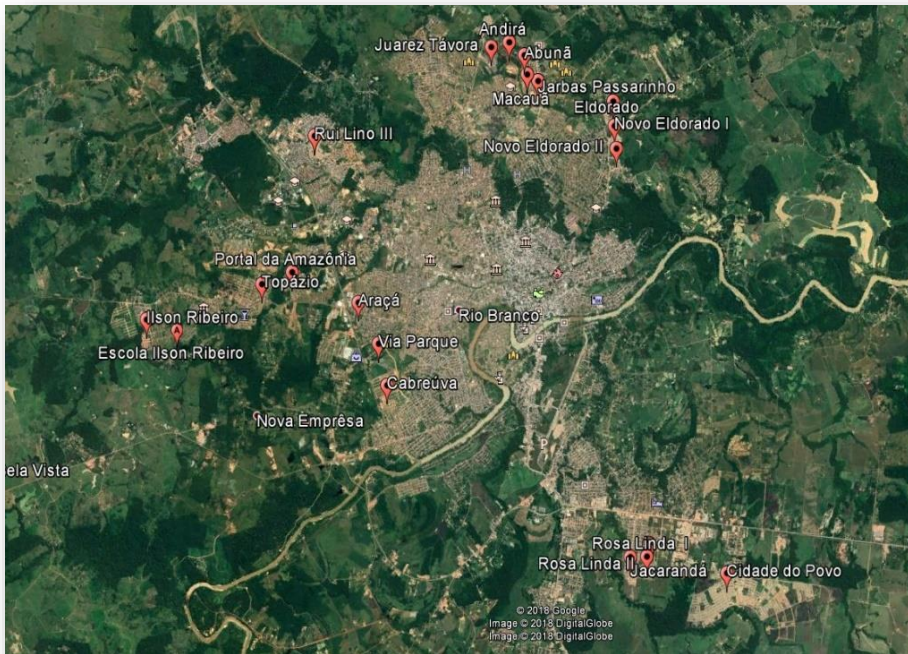 Andirá
Juarez Távora
Abunã
Jarbas Passarinho
Macauã
Eldorado
Novo Eldorado I
Rui Lino III
Novo Eldorado II
Portal da Amazônia
Topázio
Araçá
Ilson Ribeiro
Rio Branco
Via Parque
Escola Ilson Ribeiro
Cabreúva
Nova Emprêsa
ela Vista
Rosa Linda I
Rosa Linda II
Jacarandá
Cidade do Povo
© 2018 Google
Image © 2018 DigitalGlobe
Image © 2018 DigitalGlobe